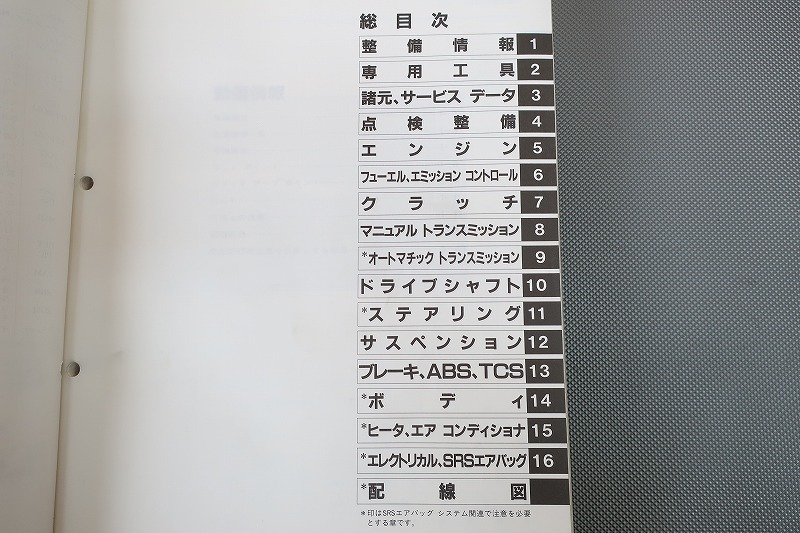 総目次
整備情報 1
専用工具 2
諸元、サービス データ 3
点検整備 4
エンジン 5
フューエル、エミッション コントロール 6
クラッチ 7
マニュアル トランスミッション 8
*オートマチック トランスミッション 9
ドライブシャフト 10
*ステアリング 11
サスペンション 12
ブレーキ、ABS、TCS 13
*ボディ 14
*ヒータ、エア コンディショナ 15
*エレクトリカル、SRSエアバッグ 16
*配線図
*印はSRSエアバッグ システム関連で注意を必要
とする章です。